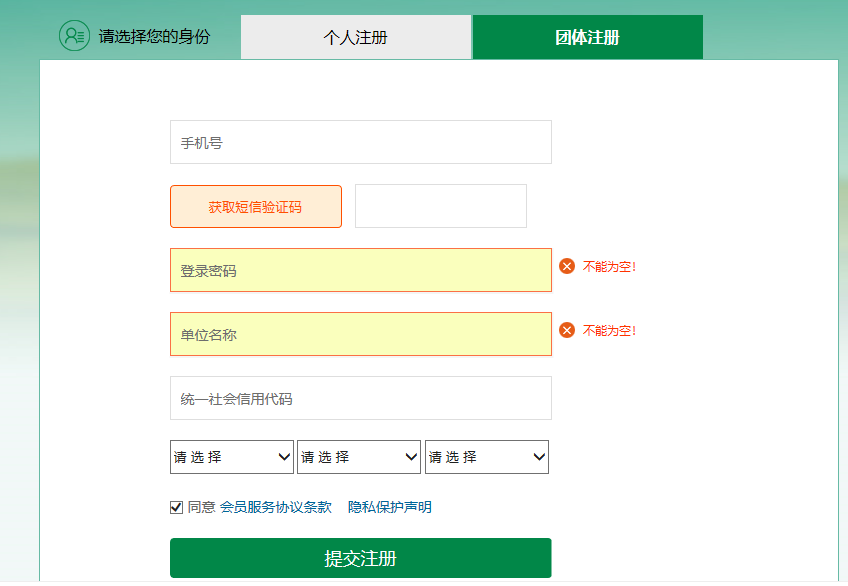 请选择您的身份 个人注册 团体注册
手机号
获取短信验证码
登录密码 不能为空!
单位名称 不能为空!
统一社会信用代码
请 选 择 请 选 择 请 选 择
同意 会员服务协议条款 隐私保护声明
提交注册